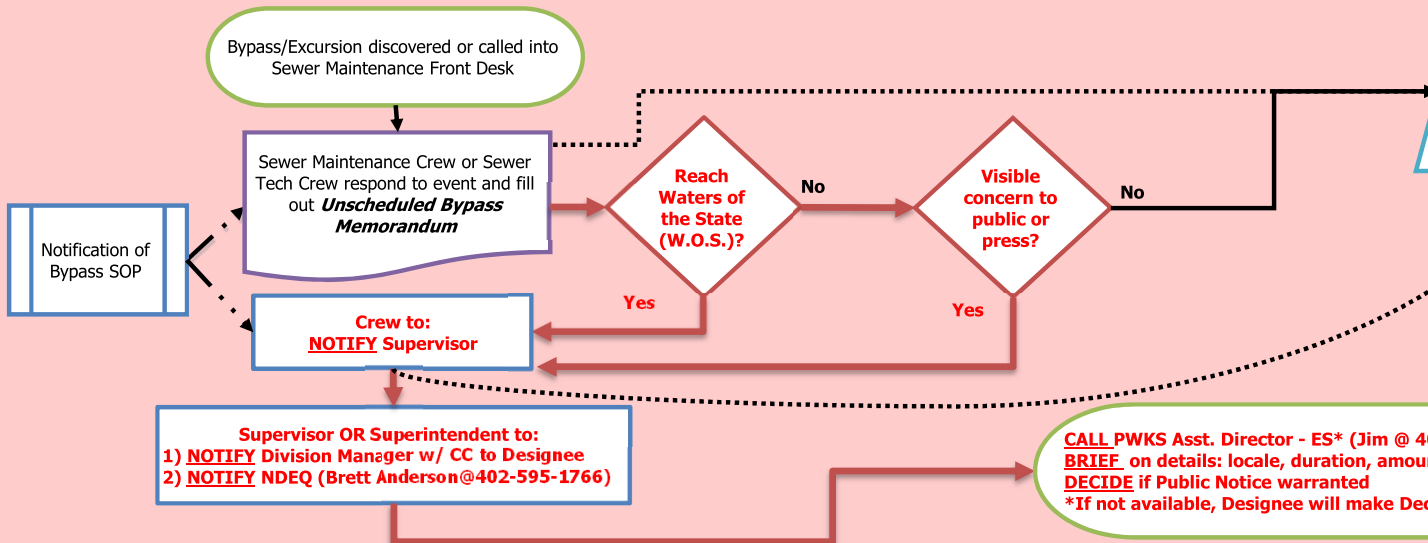 Bypass/Excursion discovered or called into
Sewer Maintenance Front Desk
Sewer Maintenance Crew or Sewer
Tech Crew respond to event and fill
out Unscheduled Bypass
Memorandum
Reach
Waters of
the State
(W.O.S.)?
No
Visible
concern to
public or
press?
No
Notification of
Bypass SOP
Yes
Yes
Crew to:
NOTIFY Supervisor
Supervisor OR Superintendent to:
1) NOTIFY Division Manager w/ CC to Designee
2) NOTIFY NDEQ (Brett Anderson@402-595-1766)
CALL PWKS Asst. Director - ES* (Jim @
BRIEF on details: locale, duration,
DECIDE if Public Notice warranted
*If not available, Designee will make